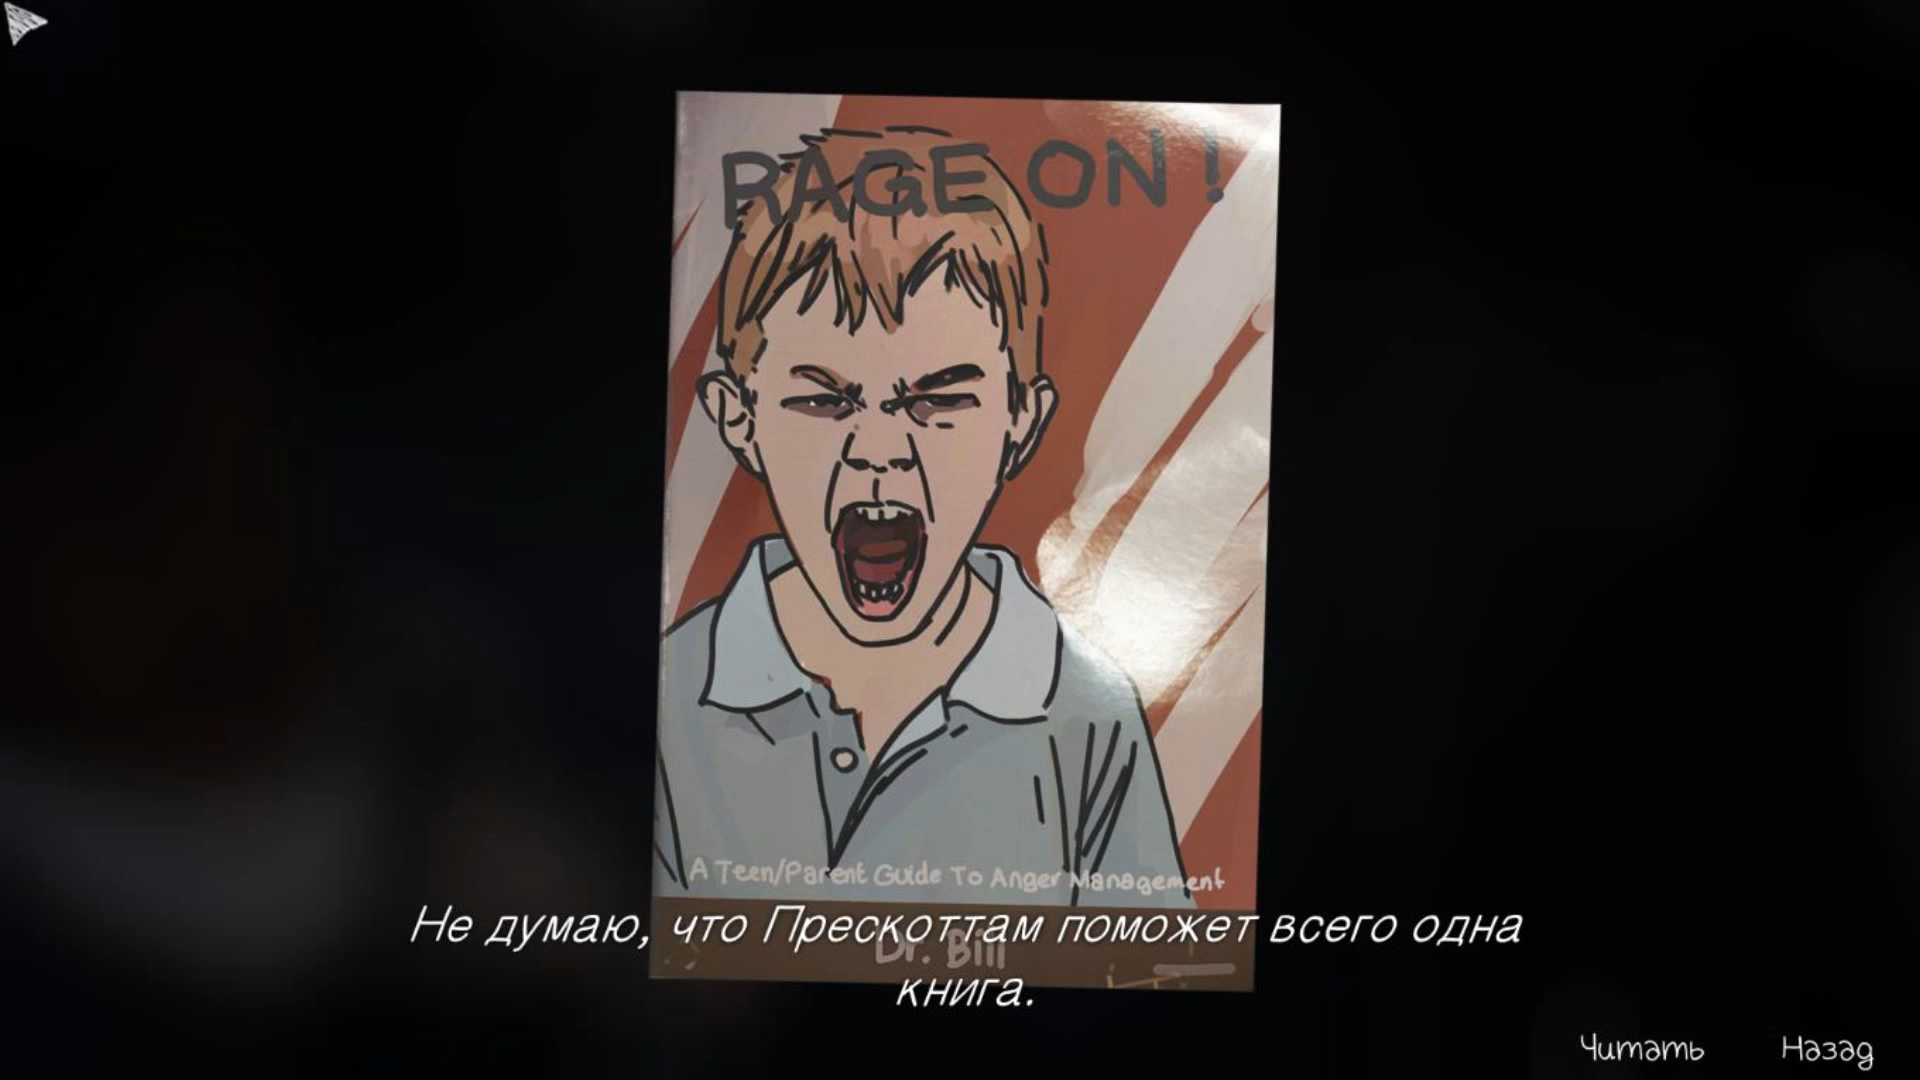 RAGE ON!
A Teen/Parent Guide To Anger Management
Не думаю, что Прескоттам поможет всего одна
Dr. Bill
книга.
Читать Назад